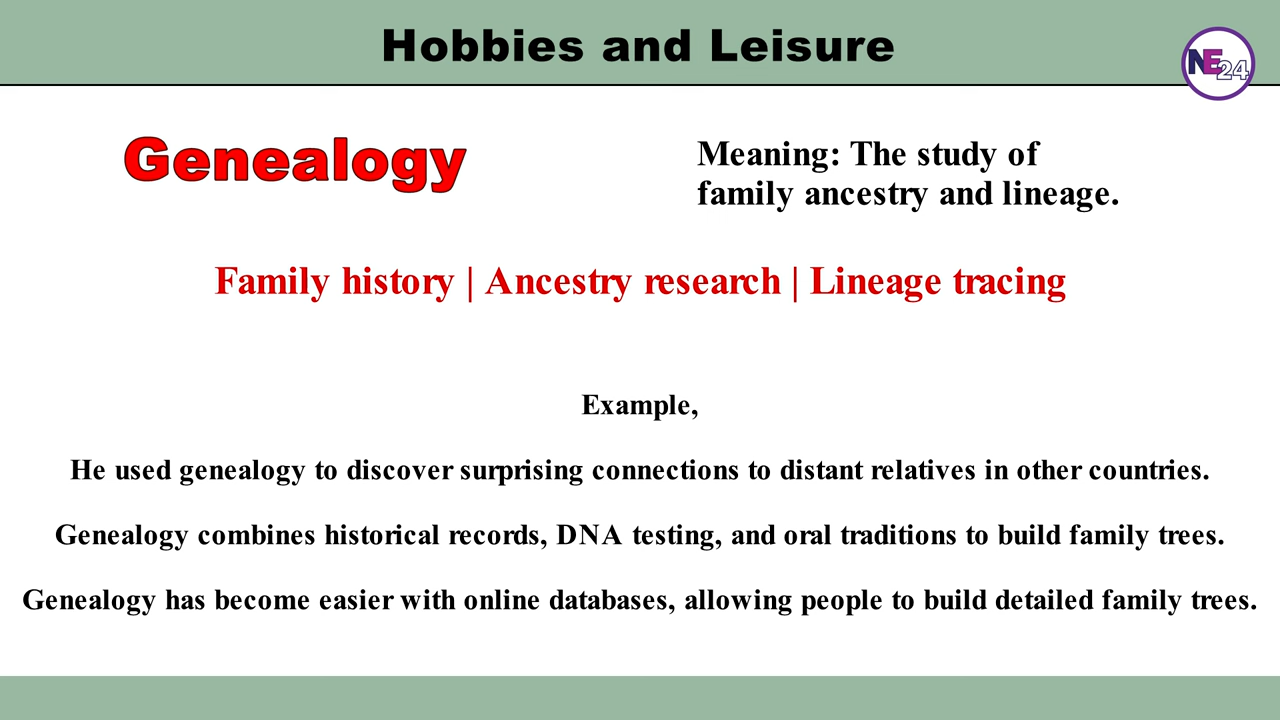 Hobbies and Leisure
NE24
Genealogy
Meaning: The study of
family ancestry and lineage.
Family history | Ancestry research | Lineage tracing
Example,
He used genealogy to discover surprising connections to distant relatives in other countries.
Genealogy combines historical records, DNA testing, and oral traditions to build family trees.
Genealogy has become easier with online databases, allowing people to build detailed family trees.